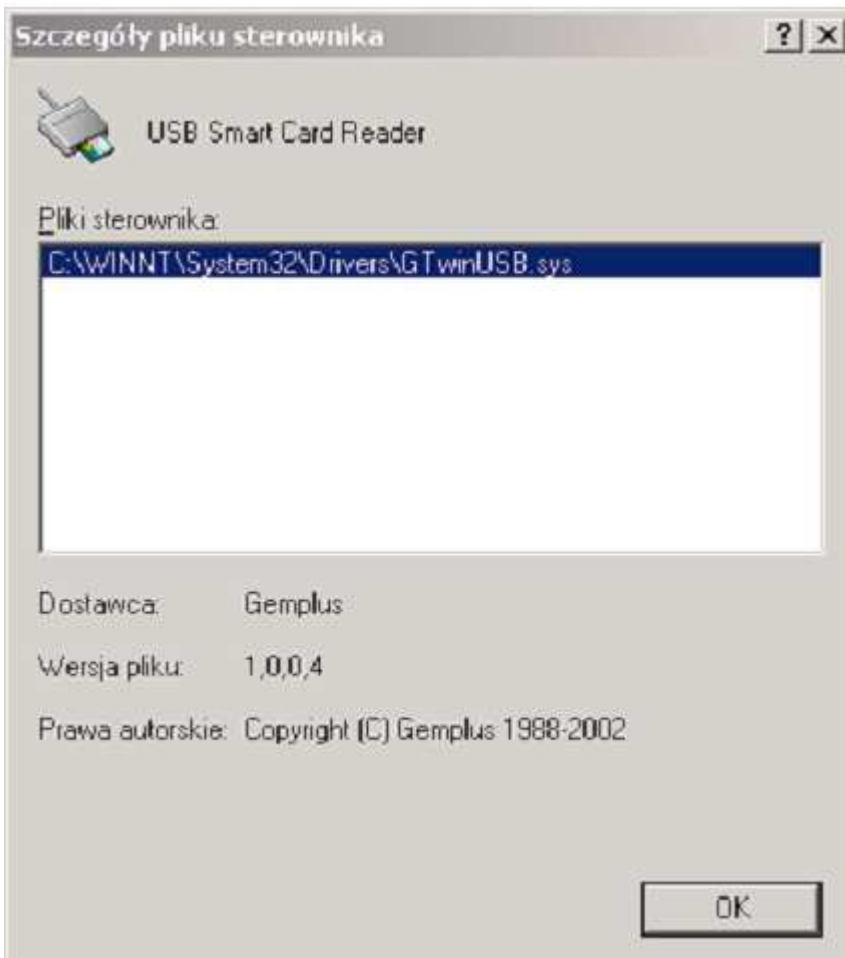 Szczegóły pliku sterownika
USB Smart Card Reader
Pliki sterownika:
C:\WINNT\System32\Drivers\GTwinUSB.sys
Dostawca: Gemplus
Wersja pliku: 1,0,0,4
Prawa autorskie: Copyright (C) Gemplus 1988-2002
OK